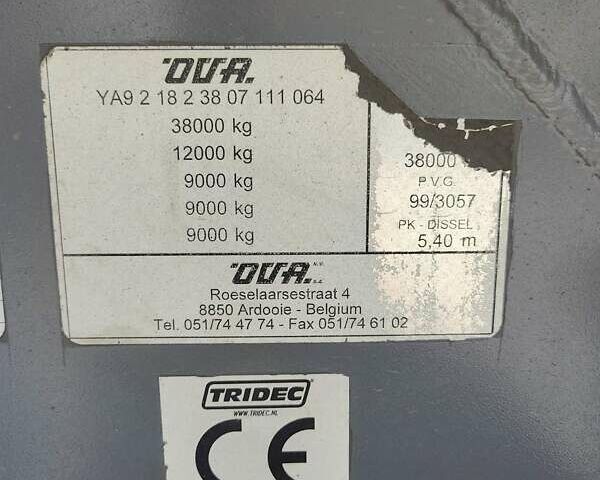 OVA.
YA9 2 18 2 38 07 111 064
38000 kg
12000 kg
9000 kg
9000 kg
9000 kg
38000
P.V.G.
99/3057
PK - DISSEL
5,40 m
OVA. N.V.
Roeselaarsestraat 4
8850 Ardooie - Belgium
Tel. 051/74 47 74 - Fax 051/74 61 02
TRIDEC
WWW.TRIDEC.NL
CE